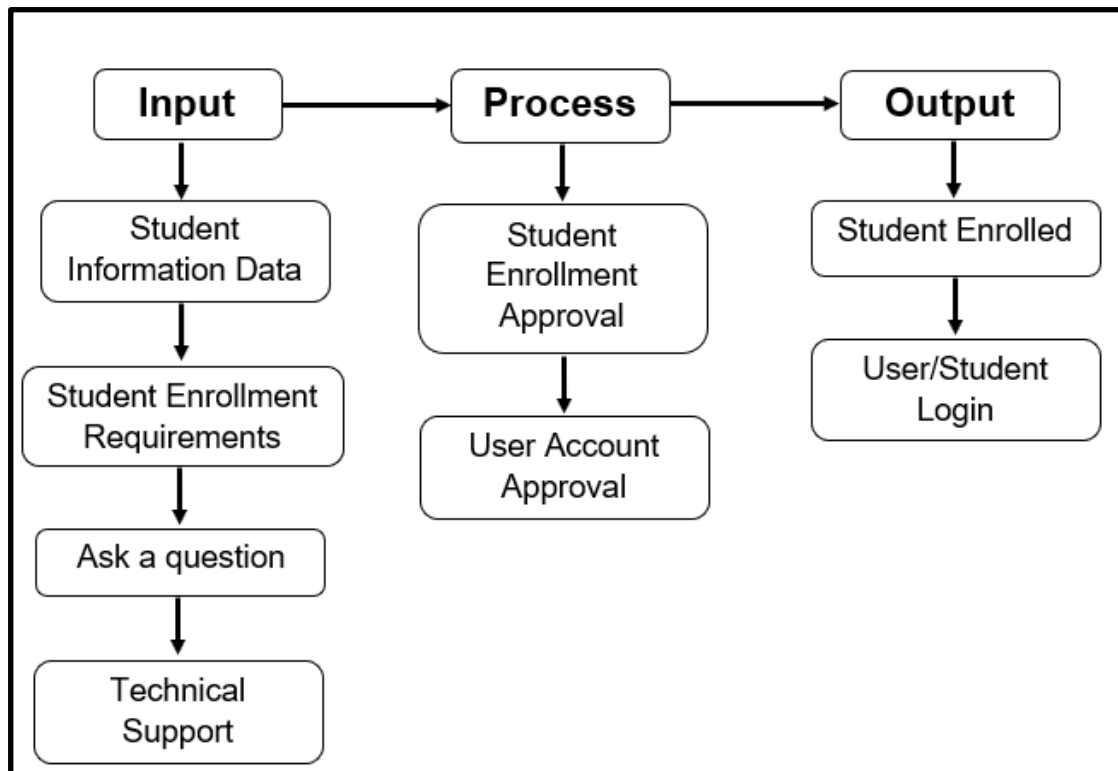 Input
Process
Output
Student
Information Data
Student Enrollment
Requirements
Ask a question
Technical
Support
Student
Enrollment
Approval
User Account
Approval
Student Enrolled
User/Student
Login